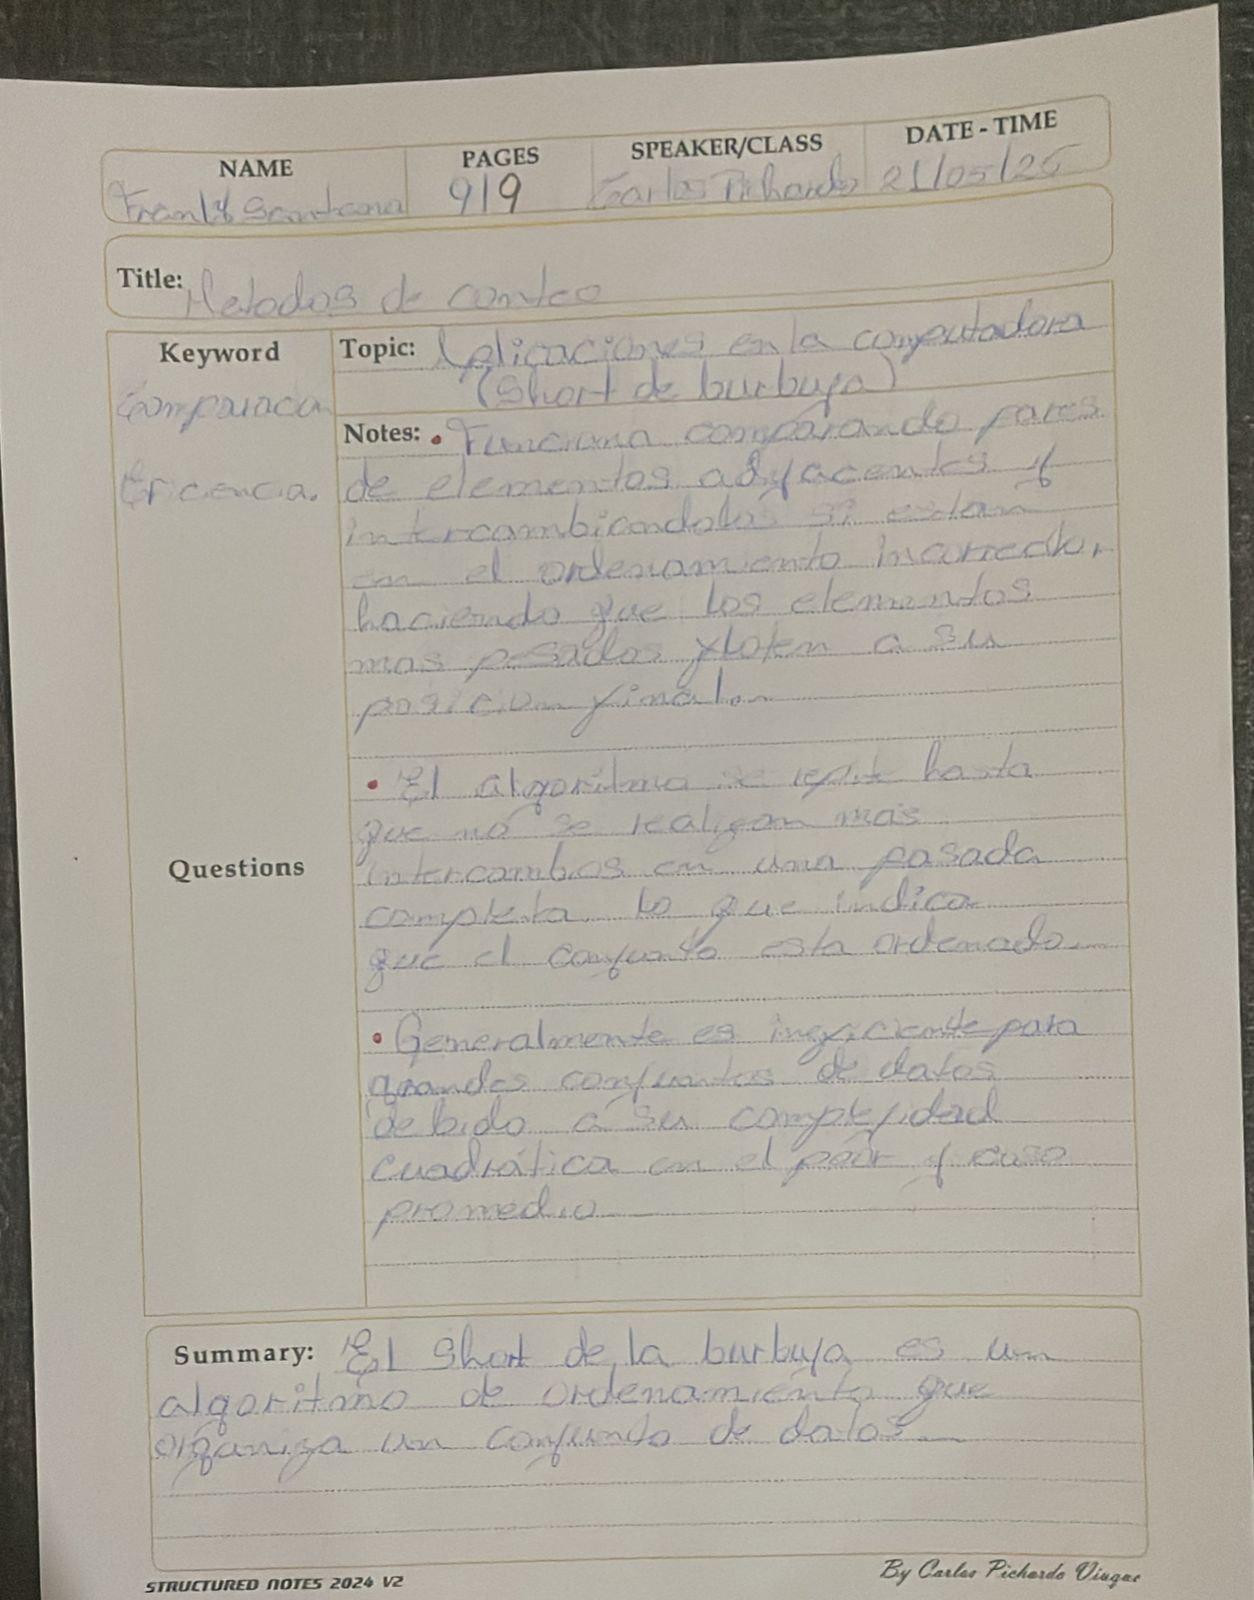 NAME PAGES SPEAKER/CLASS DATE - TIME
Santana 9/9 Carlos Pichardo 21/05/25
Title: Metodos de conteo
Keyword
Comparacion
Eficiencia.
Topic: Aplicaciones en la computadora
(Short de burbuja)
Notes: • Funciona comparando pares
de elementos adyacentes y
intercambiandolos si estan
en el ordenamiento incorrecto,
haciendo que los elementos
mas pesados floten a su
posicion final.
• El algoritmo se repite hasta
que no se realizan mas
intercambios en una pasada
completa, lo que indica
que el conjunto esta ordenado.
Questions
• Generalmente es ineficiente para
grandes conjuntos de datos
debido a su complejidad
cuadrática en el peor y caso
promedio
Summary: El Short de la burbuja es un
algoritmo de ordenamiento que
organiza un conjunto de datos.
STRUCTURED NOTES 2024 V2
By Carlos Pichardo Viuque